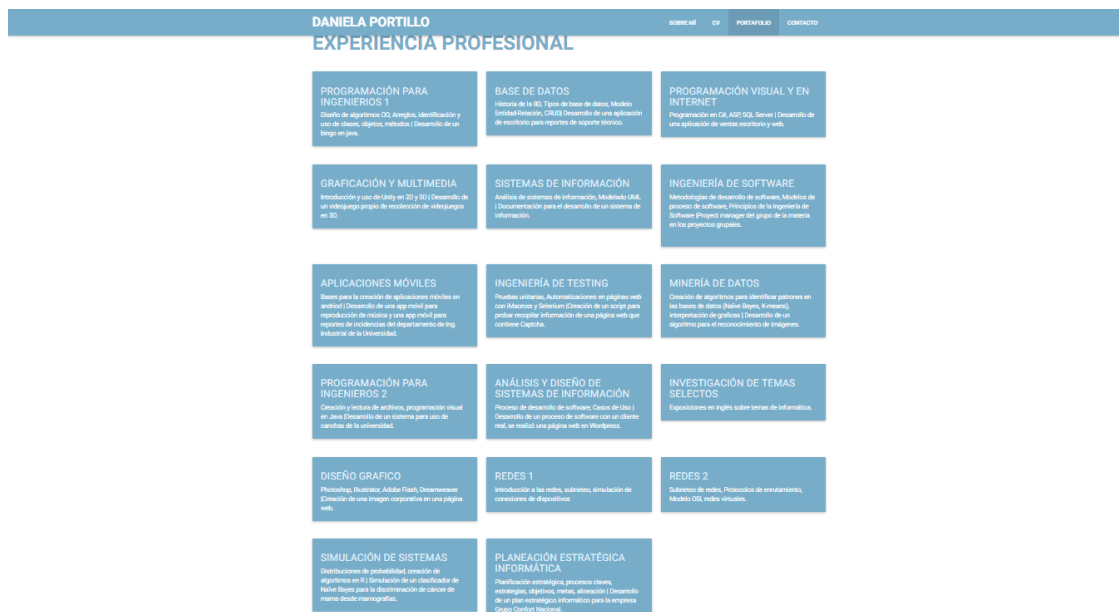 DANIELA PORTILLO
SOBRE MÍ
CV
PORTAFOLIO
CONTACTO
EXPERIENCIA PROFESIONAL
PROGRAMACIÓN PARA
INGENIERIOS 1
Diseño de algoritmos OO, Arreglos, identificación y
uso de clases, objetos, métodos | Desarrollo de un
bingo en java.
BASE DE DATOS
Historia de la BD, Tipos de base de datos, Modelo
Entidad-Relación, CRUD| Desarrollo de una aplicación
de escritorio para reportes de soporte técnico.
PROGRAMACIÓN VISUAL Y EN
INTERNET
Programación en C#, ASP, SQL Server | Desarrollo de
una aplicación de ventas escritorio y web.
GRAFICACIÓN Y MULTIMEDIA
Introducción y uso de Unity en 2D y 3D | Desarrollo de
un videojuego propio de recolección de videojuegos
en 3D.
SISTEMAS DE INFORMACIÓN
Análisis de sistemas de información, Modelado UML
| Documentación para el desarrollo de un sistema de
información.
INGENIERÍA DE SOFTWARE
Metodologías de desarrollo de software, Modelos de
proceso de software, Principios de la Ingeniería de
Software |Proyect manager del grupo de la materia
en los proyectos grupales.
APLICACIONES MÓVILES
Bases para la creación de aplicaciones móviles en
andriod | Desarrollo de una app móvil para
reproducción de música y una app móvil para
reportes de incidencias del departamento de Ing.
Industrial de la Universidad.
INGENIERÍA DE TESTING
Pruebas unitarias, Automatizaciones en páginas web
con iMacross y Selenium |Creación de un script para
probar recopilar información de una página web que
contiene Captcha.
MINERÍA DE DATOS
Creación de algoritmos para identificar patrones en
las bases de datos (Naïve Bayes, K-means),
interpretación de graficas | Desarrollo de un
algoritmo para el reconocimiento de imágenes.
PROGRAMACIÓN PARA
INGENIEROS 2
Creación y lectura de archivos, programación visual
en Java |Desarrollo de un sistema para uso de
canchas de la universidad.
ANÁLISIS Y DISEÑO DE
SISTEMAS DE INFORMACIÓN
Proceso de desarrollo de software, Casos de Uso |
Desarrollo de un proceso de software con un cliente
real, se realizó una página web en Wordpress.
INVESTIGACIÓN DE TEMAS
SELECTOS
Exposiciones en inglés sobre temas de informática.
DISEÑO GRAFICO
Photoshop, Illustrator, Adobe Flash, Dreamweaver
|Creación de una imagen corporativa en una página
web.
REDES 1
Introducción a las redes, subneteo, simulación de
conexiones de dispositivos
REDES 2
Subneteo de redes, Protocolos de enrutamiento,
Modelo OSI, redes virtuales.
SIMULACIÓN DE SISTEMAS
Distribuciones de probabilidad, creación de
algoritmos en R | Simulación de un clasificador de
Naïve Bayes para la discriminación de cáncer de
mama desde mamografías.
PLANEACIÓN ESTRATÉGICA
INFORMÁTICA
Planificación estratégica, procesos claves,
estrategias, objetivos, metas, alineación | Desarrollo
de un plan estratégico informático para la empresa
Grupo Confort Nacional.